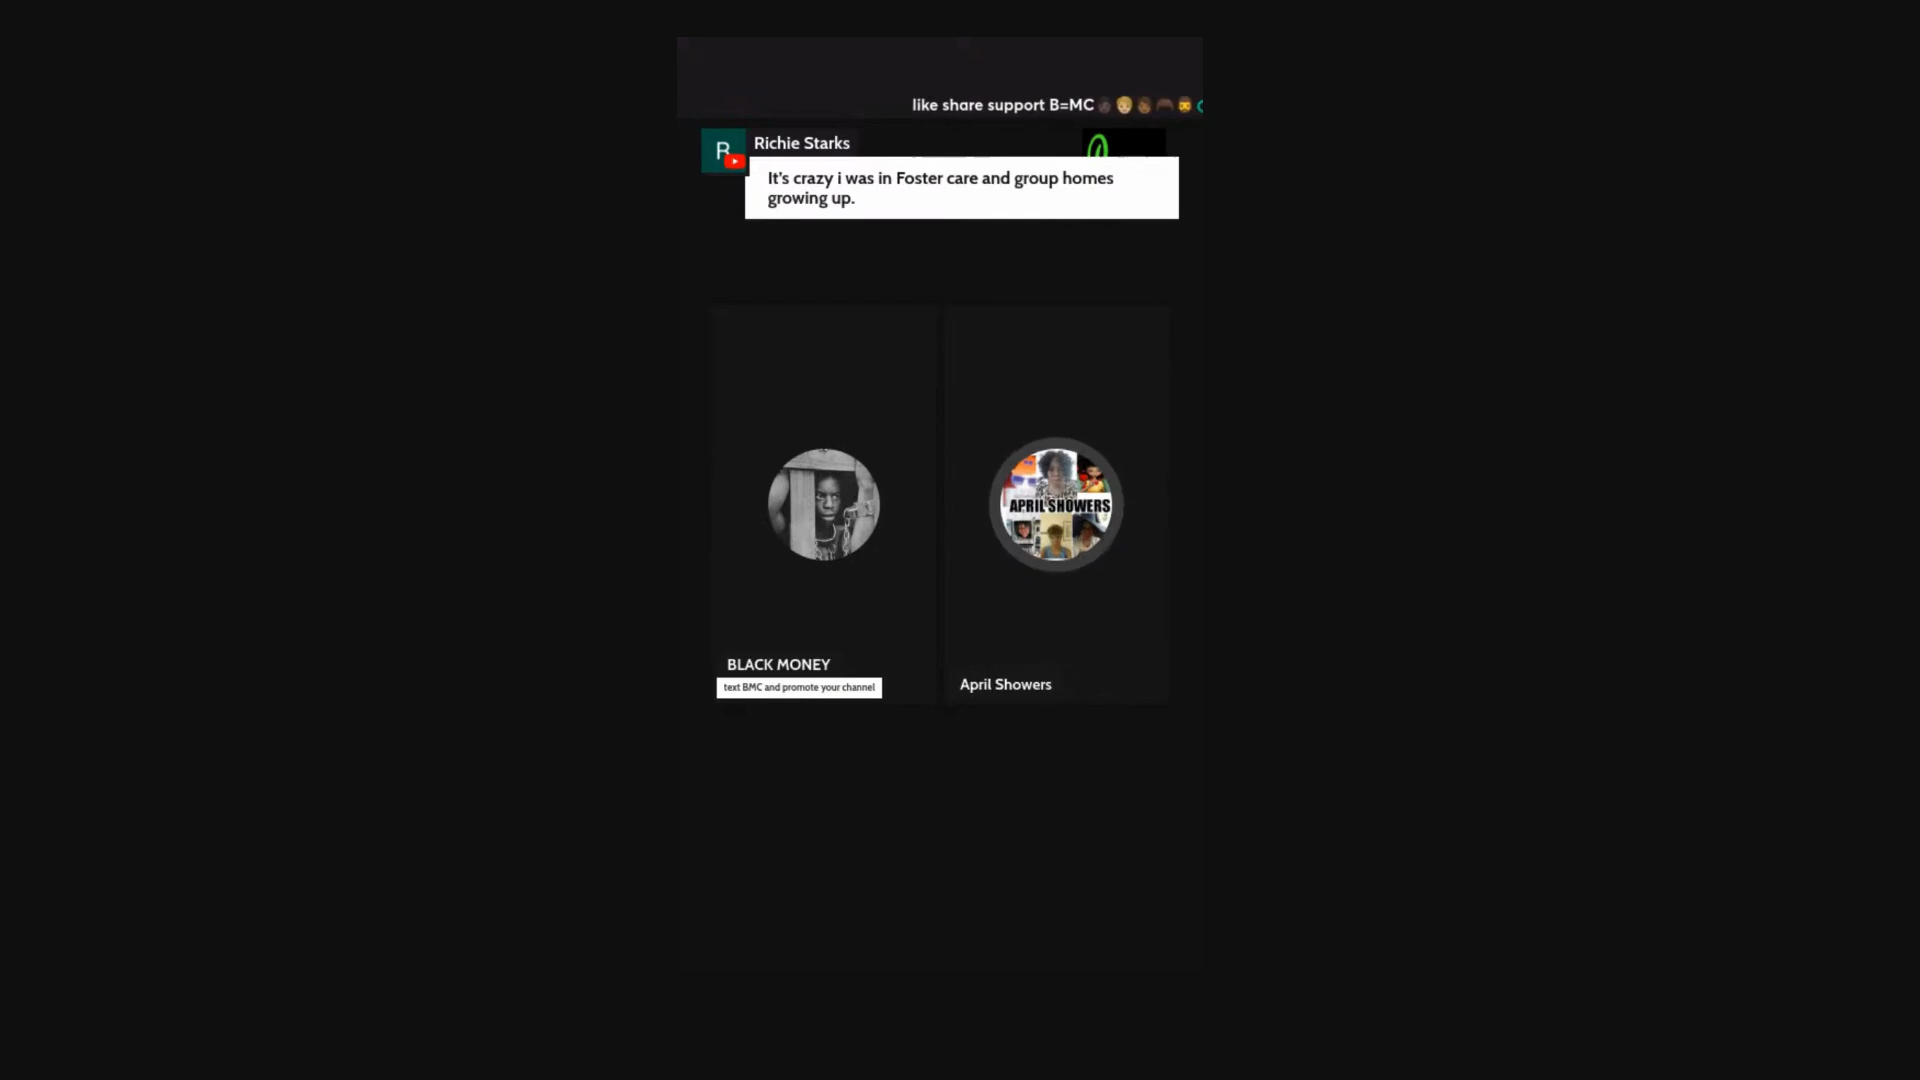 like share support B=MC
R
Richie Starks
It's crazy i was in Foster care and group homes
growing up.
APRIL SHOWERS
BLACK MONEY
text BMC and promote your channel
April Showers